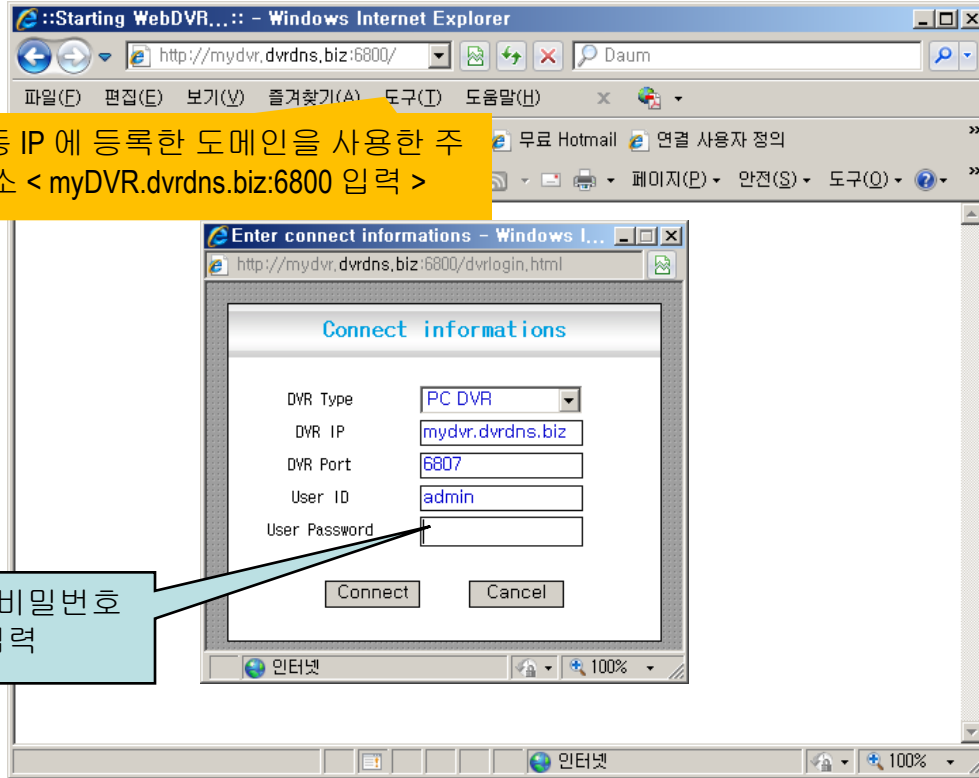 ::Starting WebDVR...:: - Windows Internet Explorer
http://mydvr.dvrdns.biz:6800/
Daum
파일(F) 편집(E) 보기(V) 즐겨찾기(A) 도구(T) 도움말(H) x
IP 에 등록한 도메인을 사용한 주
소 < myDVR.dvrdns.biz:6800 입력 >
무료 Hotmail 연결 사용자 정의 »
페이지(P) 안전(S) 도구(O) »
Enter connect informations - Windows I...
http://mydvr.dvrdns.biz:6800/dvrlogin.html
Connect informations
DVR Type PC DVR
DVR IP mydvr.dvrdns.biz
DVR Port 6807
User ID admin
User Password
비밀번호
력
Connect Cancel
인터넷 100%
인터넷 100%